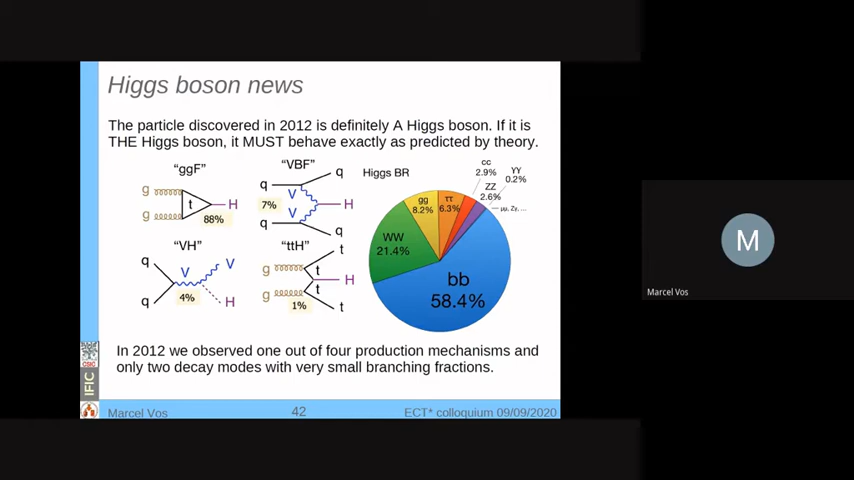 Higgs boson news
The particle discovered in 2012 is definitely A Higgs boson. If it is
THE Higgs boson, it MUST behave exactly as predicted by theory.
"ggF"
g
g
t
H
88%
"VBF"
q
q
V
7%
V
H
q
q
"VH"
q
q
V
V
4%
H
"ttH"
g
g
t
t
t
t
H
1%
Higgs BR
cc
2.9%
γγ
0.2%
ZZ
2.6%
μμ, Zγ, ...
ττ
6.3%
gg
8.2%
WW
21.4%
bb
58.4%
In 2012 we observed one out of four production mechanisms and
only two decay modes with very small branching fractions.
CSIC
IFIC
Marcel Vos
42
ECT* colloquium 09/09/2020
M
Marcel Vos